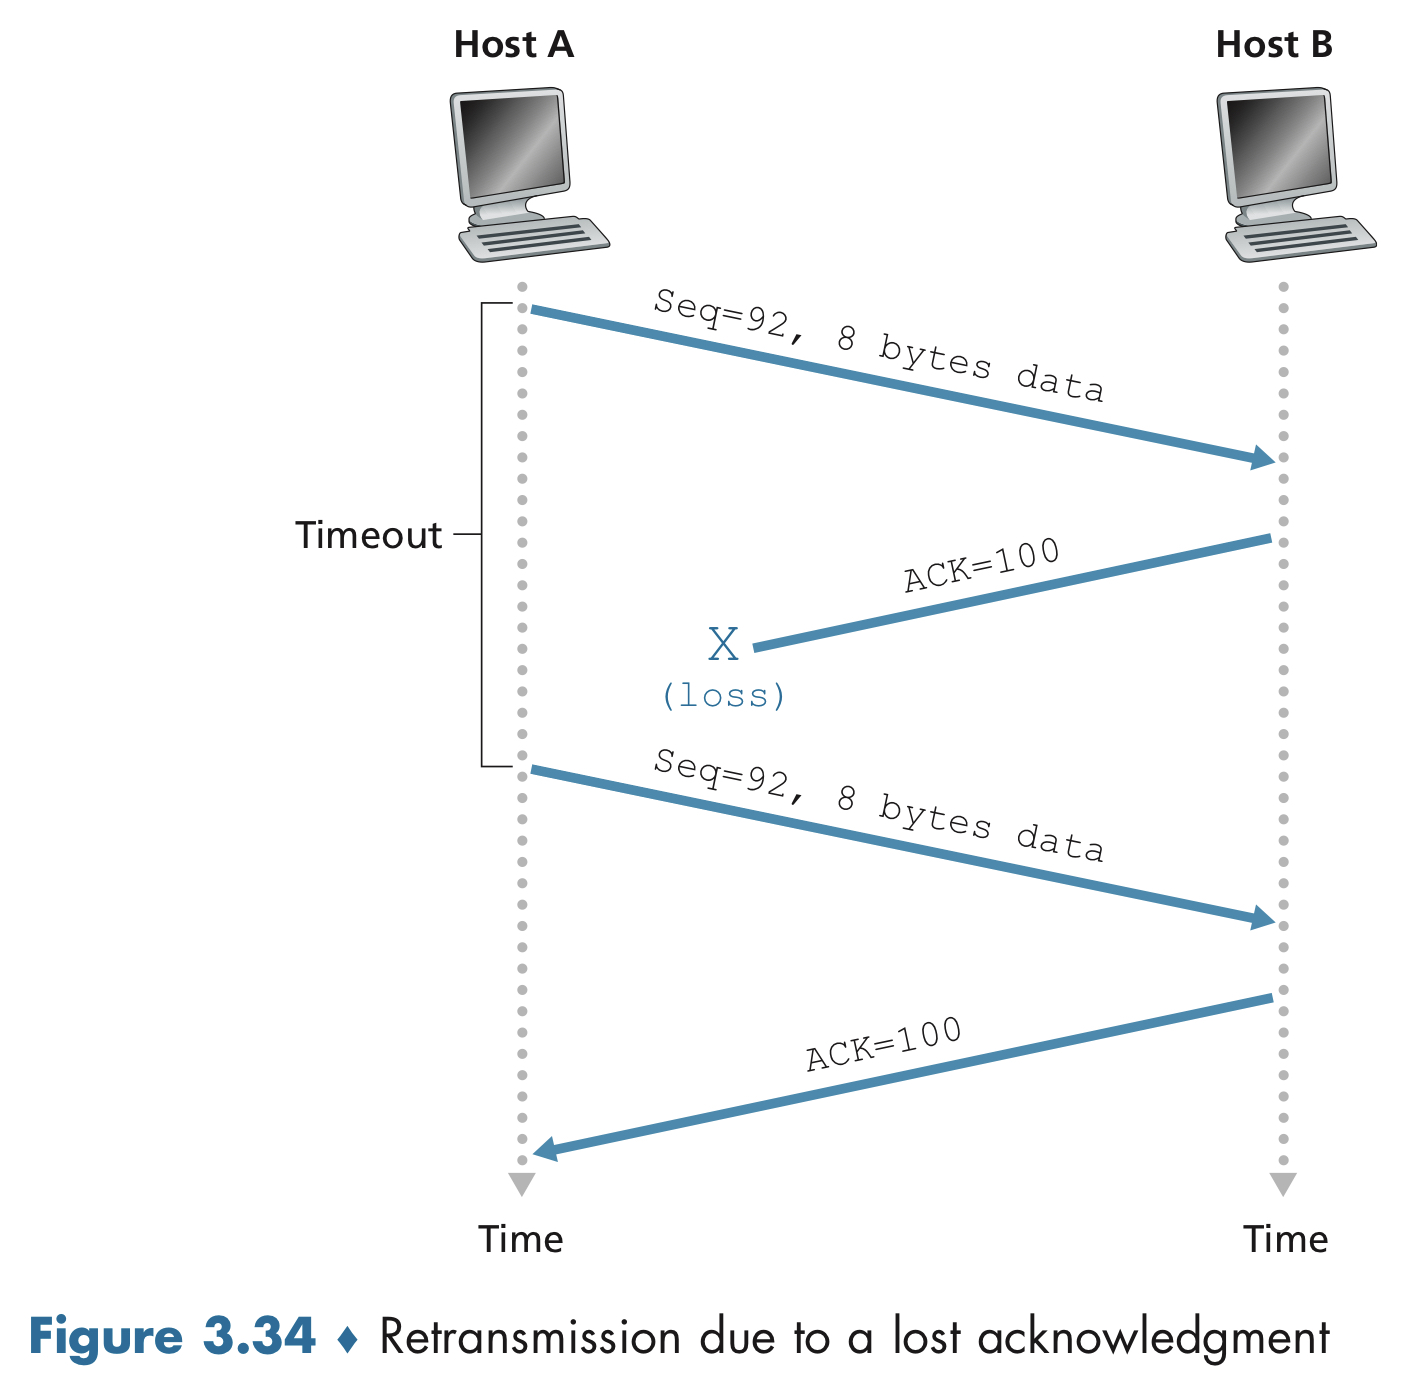 Host A
Host B
Seq=92, 8 bytes data
Timeout
ACK=100
X
(loss)
Seq=92, 8 bytes data
ACK=100
Time
Time
Figure 3.34 ♦ Retransmission due to a lost acknowledgment